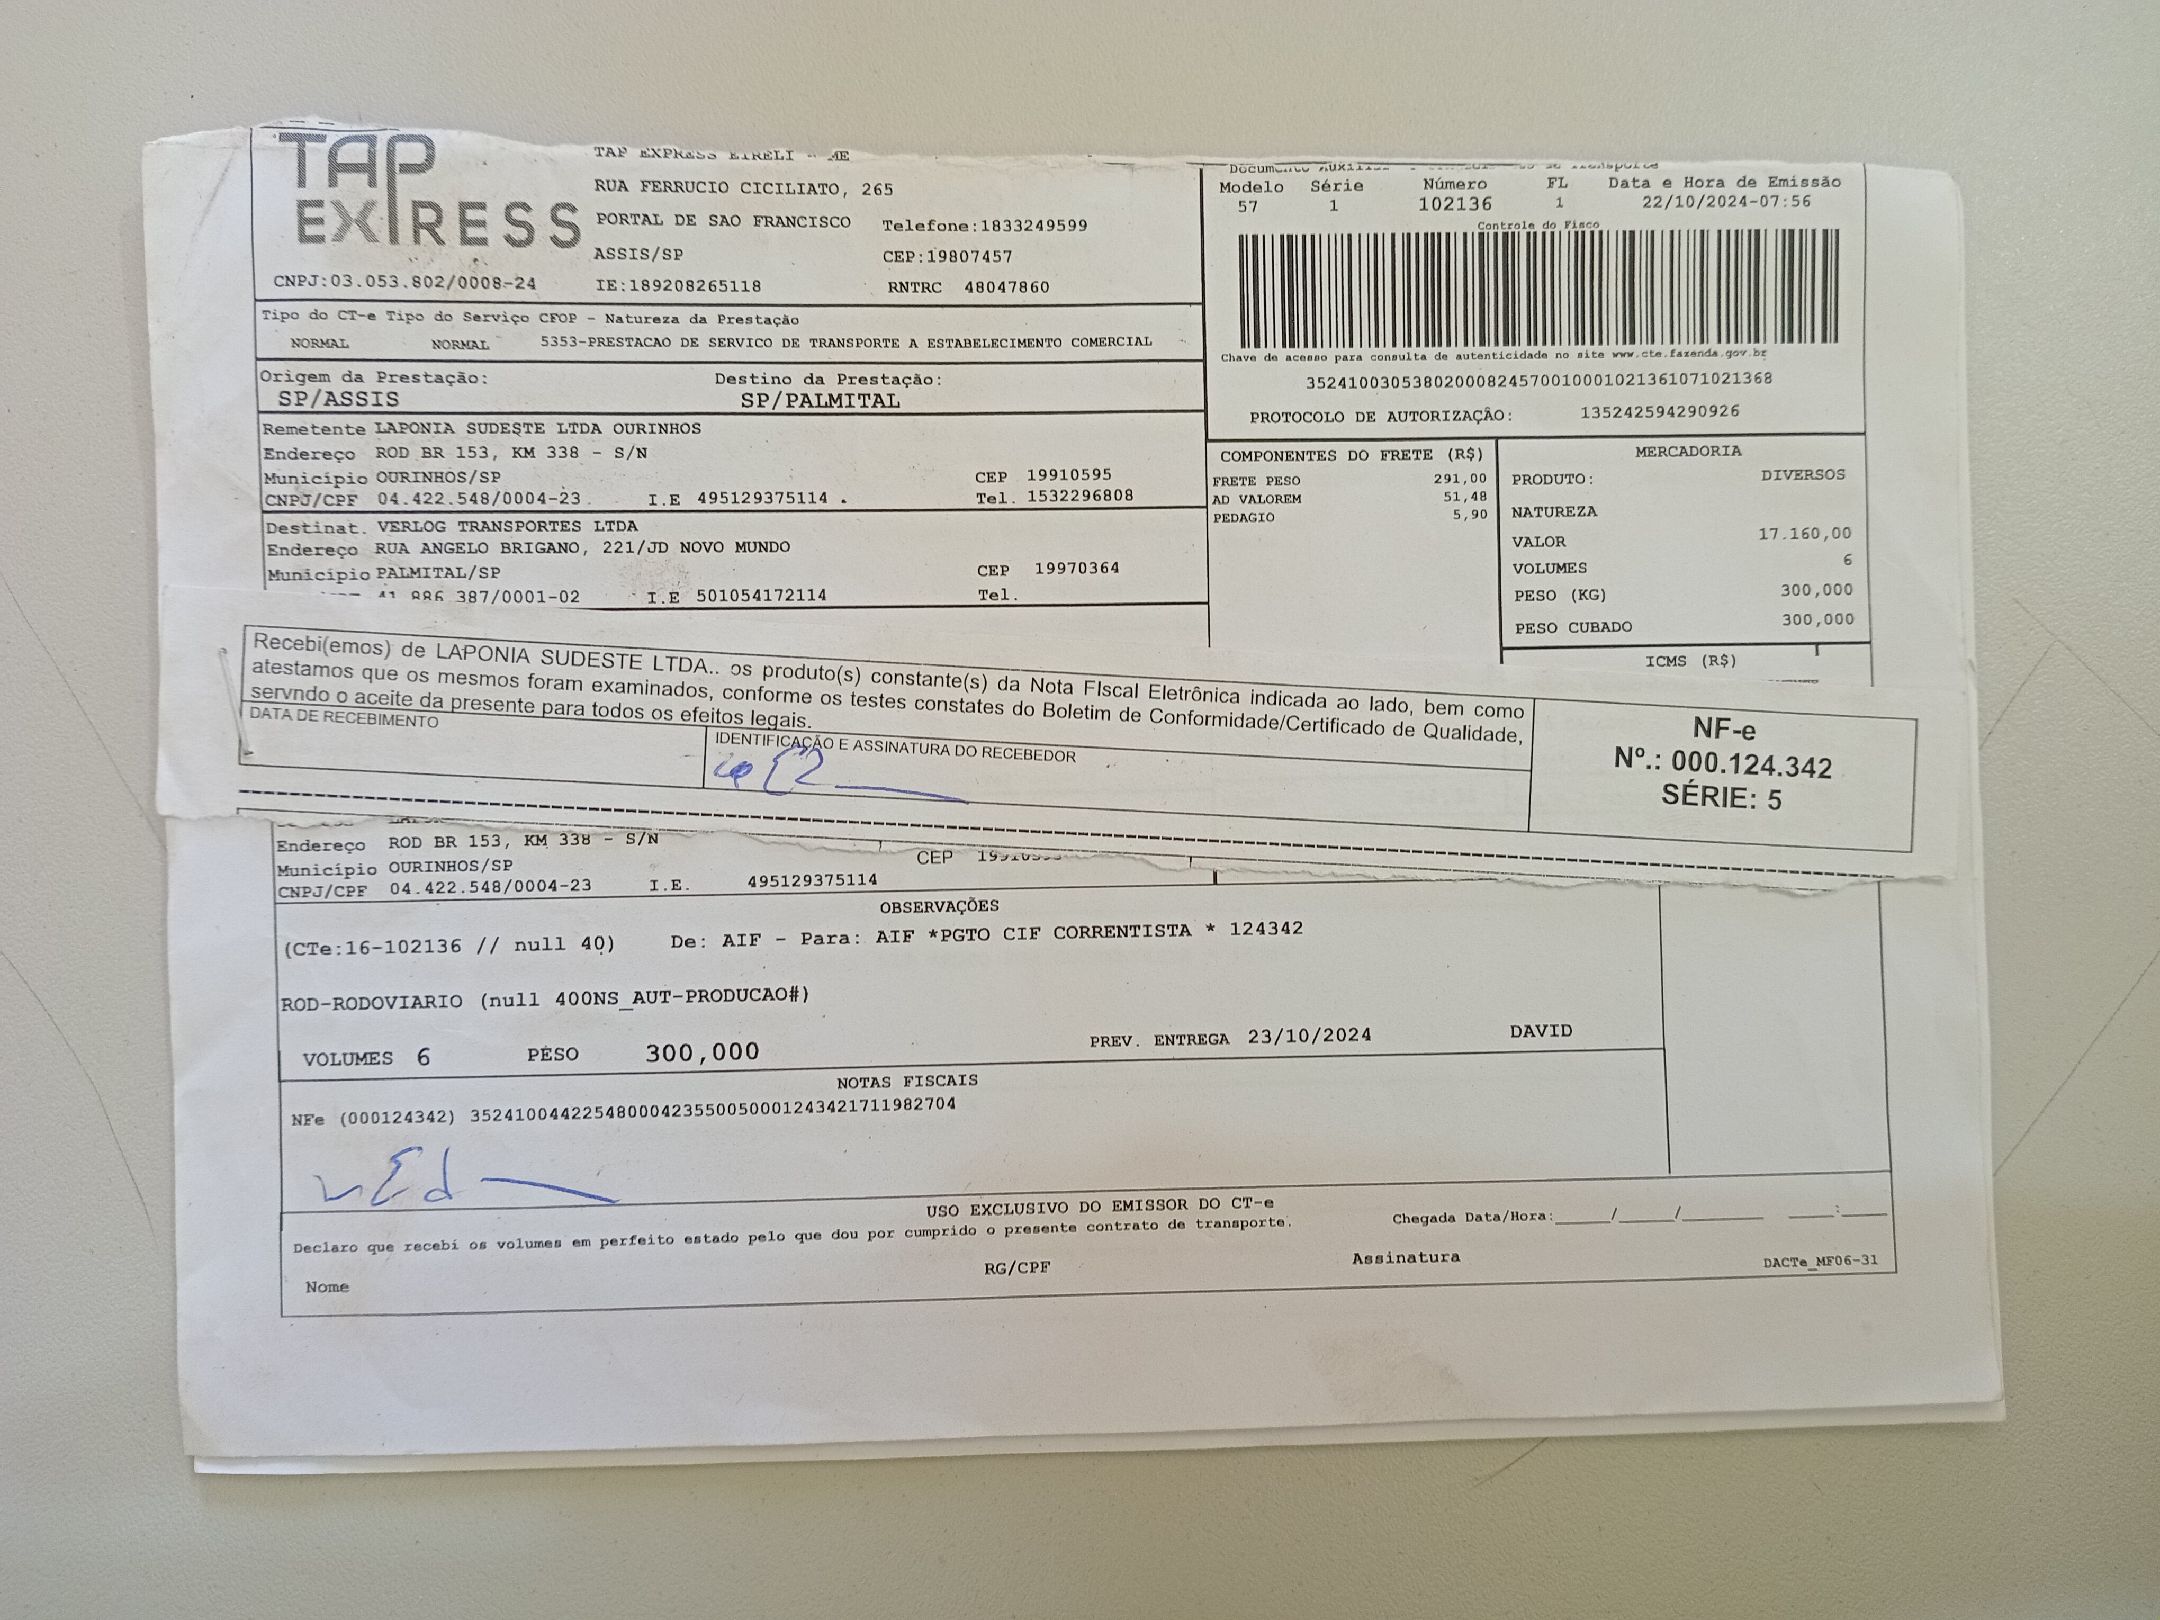 TAP
EXPRESS
TAP EXPRESS EIRELI - ME
RUA FERRUCIO CICILIATO, 265
PORTAL DE SAO FRANCISCO Telefone:1833249599
ASSIS/SP CEP:19807457
CNPJ:03.053.802/0008-24 IE:189208265118 RNTRC 48047860
Modelo Série Número FL Data e Hora de Emissão
57 1 102136 1 22/10/2024-07:56
Controle do Fisco
Chave de acesso para consulta de autenticidade no site www.cte.fazenda.gov.br
35241003053802000824570010001021361071021368
PROTOCOLO DE AUTORIZAÇÃO: 135242594290926
Tipo do CT-e Tipo do Serviço CFOP - Natureza da Prestação
NORMAL NORMAL 5353-PRESTACAO DE SERVICO DE TRANSPORTE A ESTABELECIMENTO COMERCIAL
Origem da Prestação: Destino da Prestação:
SP/ASSIS SP/PALMITAL
Remetente LAPONIA SUDESTE LTDA OURINHOS
Endereço ROD BR 153, KM 338 - S/N
Município OURINHOS/SP CEP 19910595
CNPJ/CPF 04.422.548/0004-23 I.E 495129375114 . Tel. 1532296808
Destinat. VERLOG TRANSPORTES LTDA
Endereço RUA ANGELO BRIGANO, 221/JD NOVO MUNDO
Município PALMITAL/SP CEP 19970364
41 886 387/0001-02 I.E 501054172114 Tel.
COMPONENTES DO FRETE (R$)
FRETE PESO 291,00
AD VALOREM 51,48
PEDAGIO 5,90
MERCADORIA
PRODUTO: DIVERSOS
NATUREZA
VALOR 17.160,00
VOLUMES 6
PESO (KG) 300,000
PESO CUBADO 300,000
ICMS (R$)
Recebi(emos) de LAPONIA SUDESTE LTDA.. os produto(s) constante(s) da Nota FIscal Eletrônica indicada ao lado, bem como
atestamos que os mesmos foram examinados, conforme os testes constates do Boletim de Conformidade/Certificado de Qualidade,
servndo o aceite da presente para todos os efeitos legais.
DATA DE RECEBIMENTO IDENTIFICAÇÃO E ASSINATURA DO RECEBEDOR
NF-e
Nº.: 000.124.342
SÉRIE: 5
Endereço ROD BR 153, KM 338 - S/N
Município OURINHOS/SP CEP
CNPJ/CPF 04.422.548/0004-23 I.E. 495129375114
OBSERVAÇÕES
(CTe:16-102136 // null 40) De: AIF - Para: AIF *PGTO CIF CORRENTISTA * 124342
ROD-RODOVIARIO (null 400NS_AUT-PRODUCAO#)
VOLUMES 6 PESO 300,000 PREV. ENTREGA 23/10/2024 DAVID
NOTAS FISCAIS
NFe (000124342) 35241004422548000423550050001243421711982704
USO EXCLUSIVO DO EMISSOR DO CT-e
Declaro que recebi os volumes em perfeito estado pelo que dou por cumprido o presente contrato de transporte. Chegada Data/Hora:_____/_____/_______ ____:____
Nome RG/CPF Assinatura DACTe_MF06-31